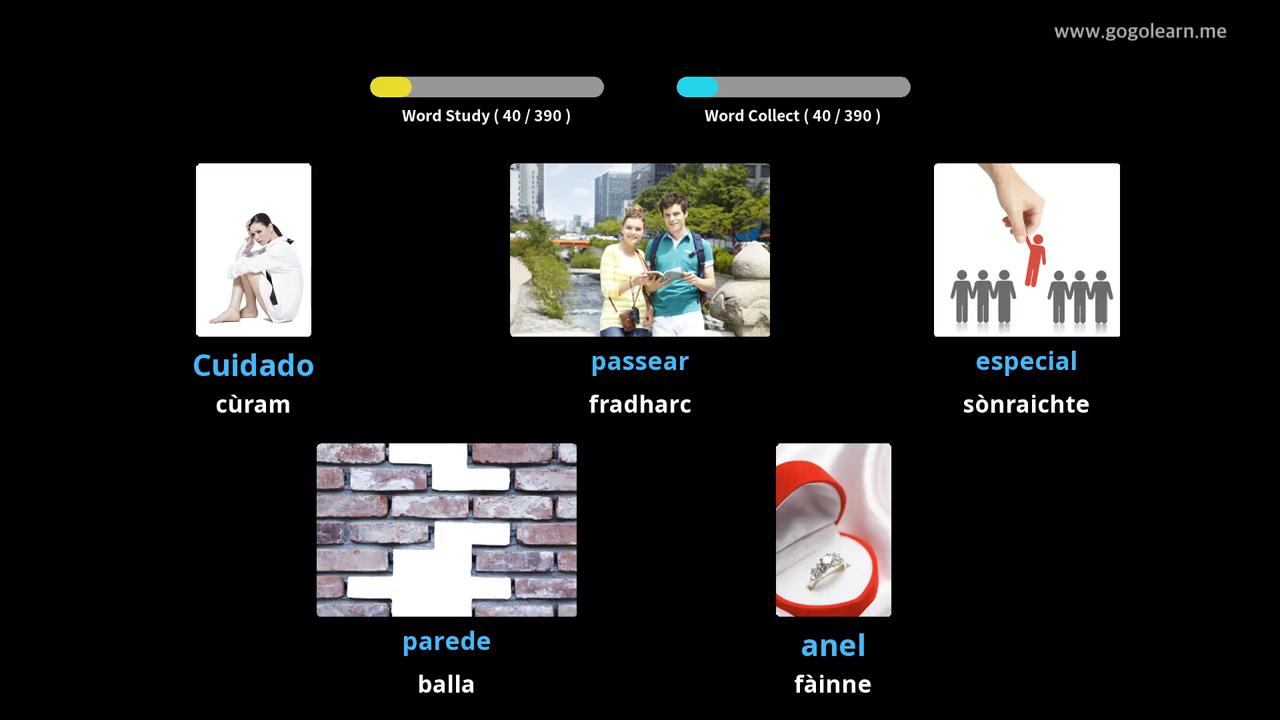 www.gogolearn.me
Word Study ( 40 / 390 )
Word Collect ( 40 / 390 )
Cuidado
cùram
passear
fradharc
especial
sònraichte
parede
balla
anel
fàinne